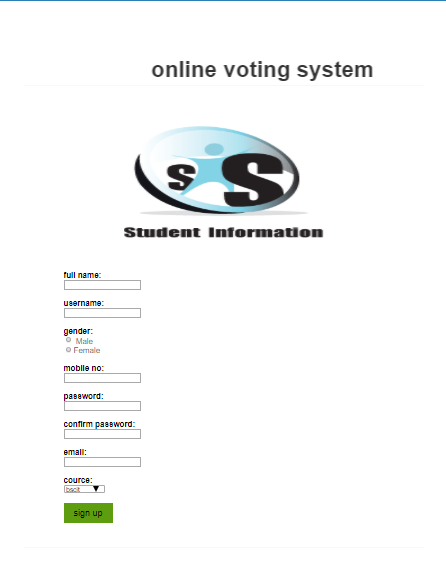 online voting system
SiS
Student Information
full name:
username:
gender:
Male
Female
mobile no:
password:
confirm password:
email:
cource:
bscit
sign up